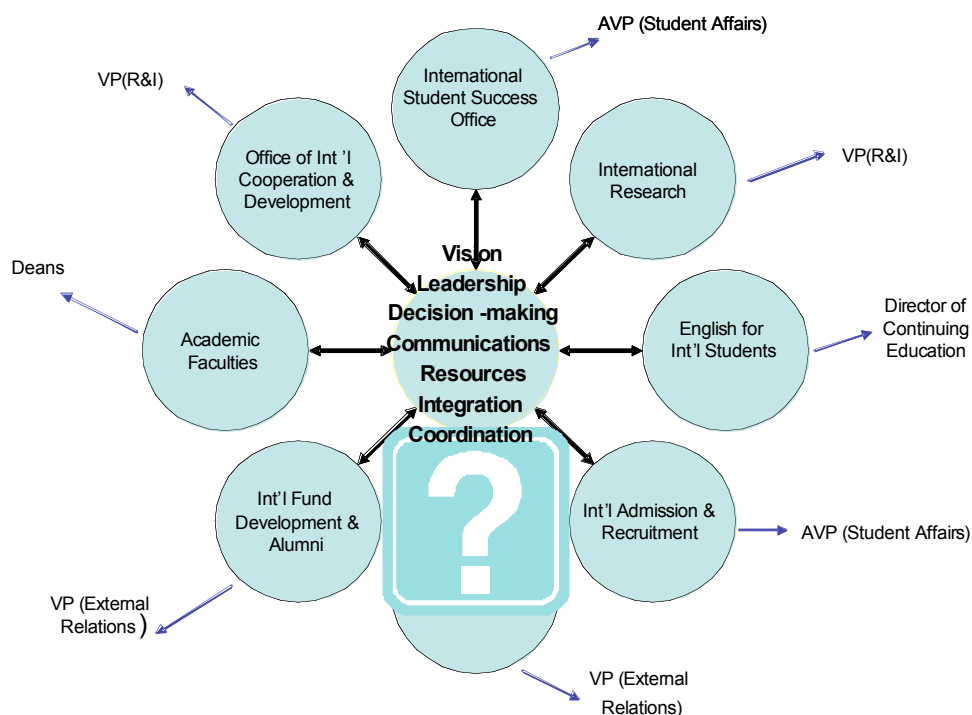 AVP (Student Affairs)
International
Student Success
Office
VP(R&I)
Office of Int 'l
Cooperation &
Development
International
Research
VP(R&I)
Deans
Academic
Faculties
Vision
Leadership
Decision -making
Communications
Resources
Integration
Coordination
English for
Int'l Students
Director of
Continuing
Education
Int'l Fund
Development &
Alumni
?
Int'l Admission &
Recruitment
AVP (Student Affairs)
VP (External
Relations )
VP (External
Relations)